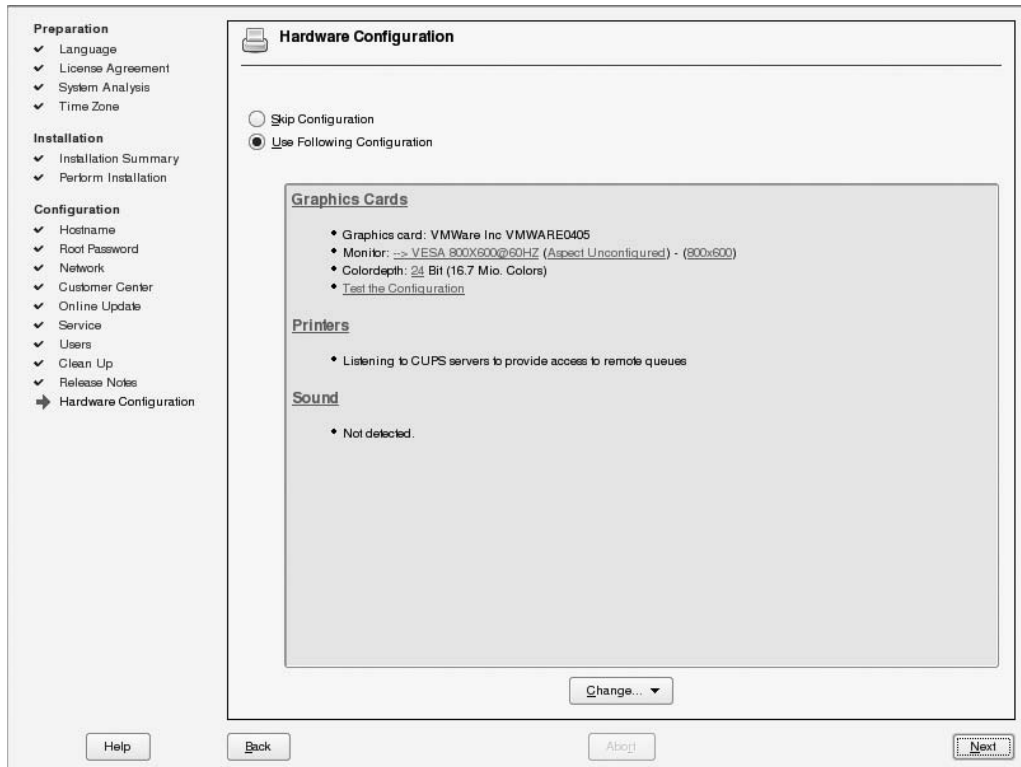 Preparation
Language
License Agreement
System Analysis
Time Zone
Installation
Installation Summary
Perform Installation
Configuration
Hostname
Root Password
Network
Customer Center
Online Update
Service
Users
Clean Up
Release Notes
Hardware Configuration
Hardware Configuration
Skip Configuration
Use Following Configuration
Graphics Cards
Graphics card: VMWare Inc VMWARE0405
Monitor: --> VESA 800X600@60HZ (Aspect Unconfigured) - (800x600)
Colordepth: 24 Bit (16.7 Mio. Colors)
Test the Configuration
Printers
Listening to CUPS servers to provide access to remote queues
Sound
Not detected.
Change...
Help
Back
Abort
Next